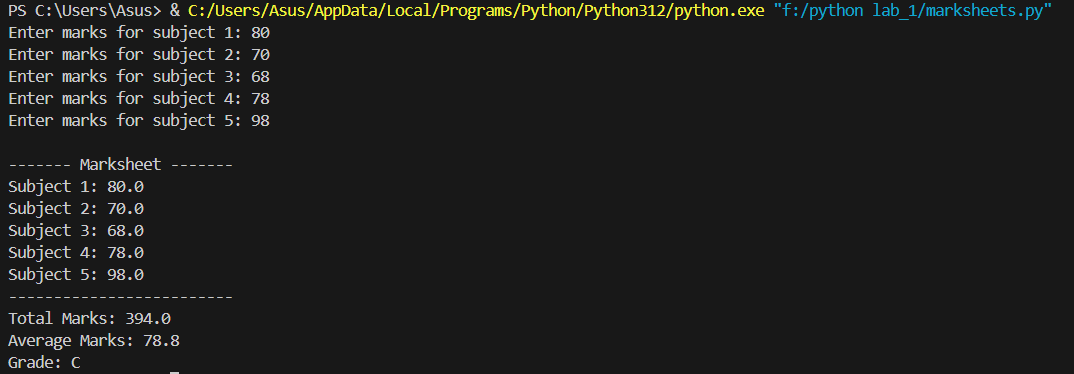 PS C:\Users\Asus> & C:/Users/Asus/AppData/Local/Programs/Python/Python312/python.exe "f:/python lab_1/marksheets.py"
Enter marks for subject 1: 80
Enter marks for subject 2: 70
Enter marks for subject 3: 68
Enter marks for subject 4: 78
Enter marks for subject 5: 98

------- Marksheet -------
Subject 1: 80.0
Subject 2: 70.0
Subject 3: 68.0
Subject 4: 78.0
Subject 5: 98.0
-------------------------
Total Marks: 394.0
Average Marks: 78.8
Grade: C